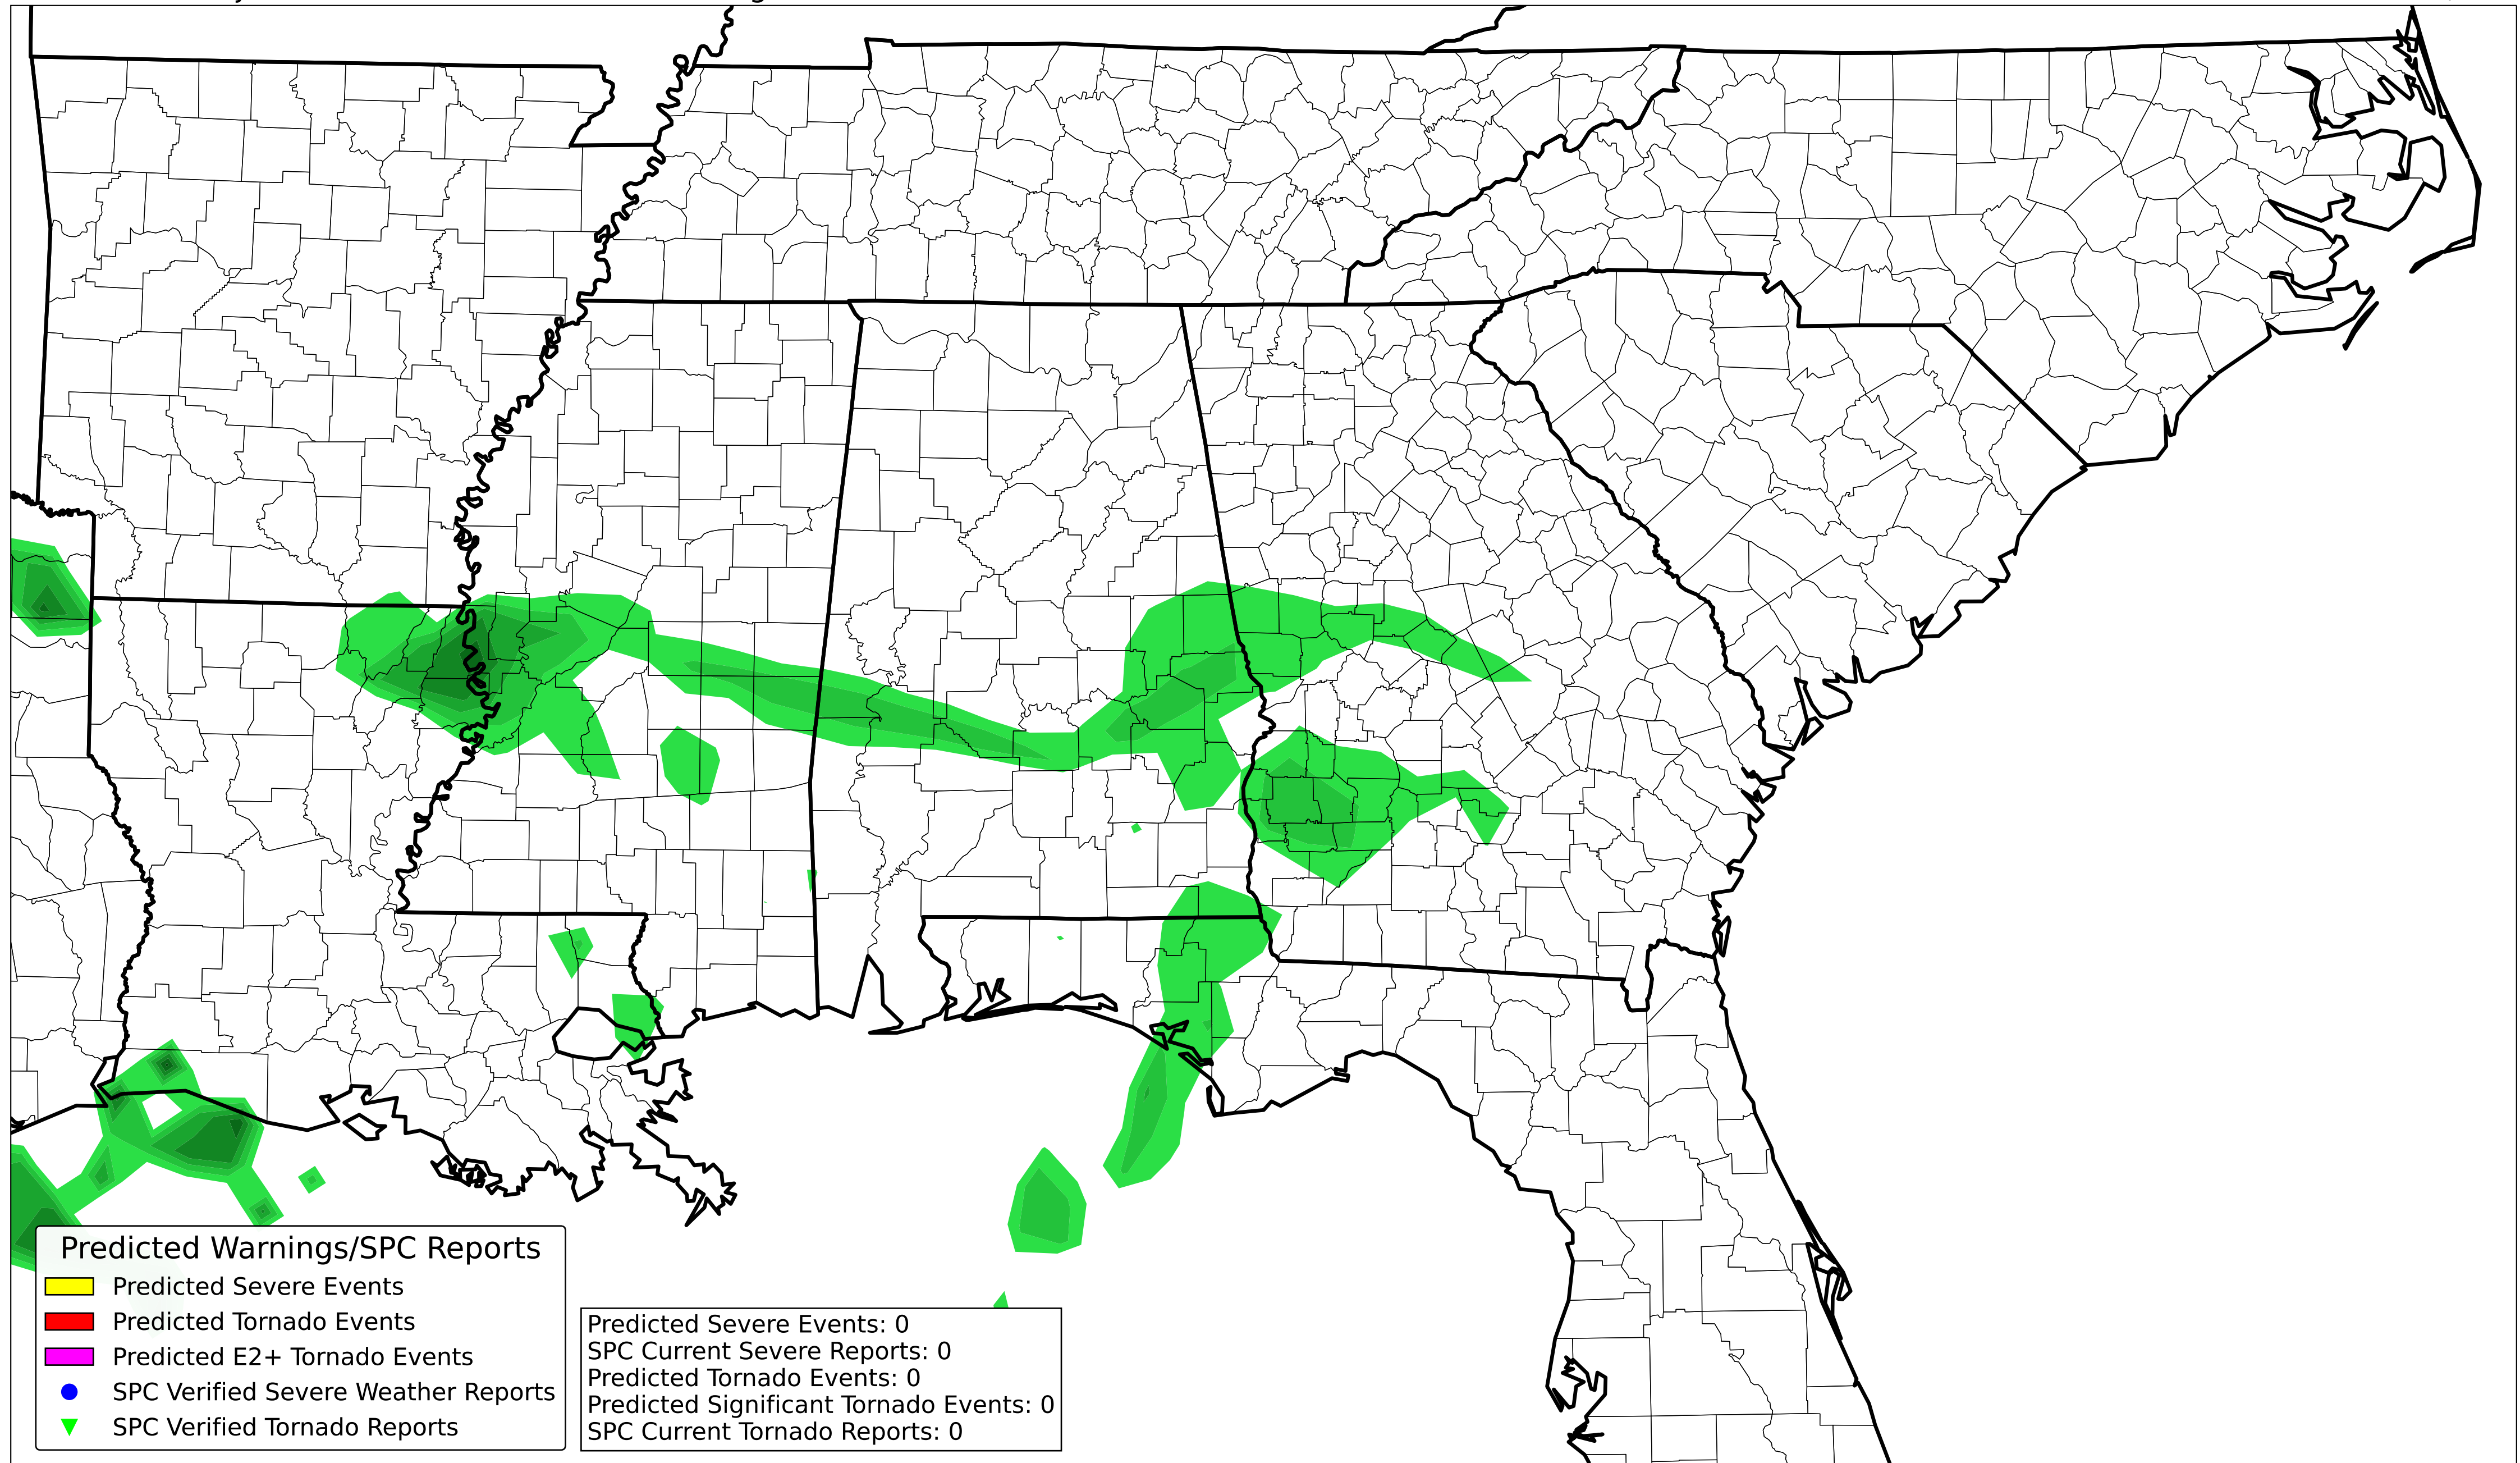 Predicted Warnings/SPC Reports
Predicted Severe Events
Predicted Tornado Events
Predicted E2+ Tornado Events
SPC Verified Severe Weather Reports
SPC Verified Tornado Reports
Predicted Severe Events: 0
SPC Current Severe Reports: 0
Predicted Tornado Events: 0
Predicted Significant Tornado Events: 0
SPC Current Tornado Reports: 0